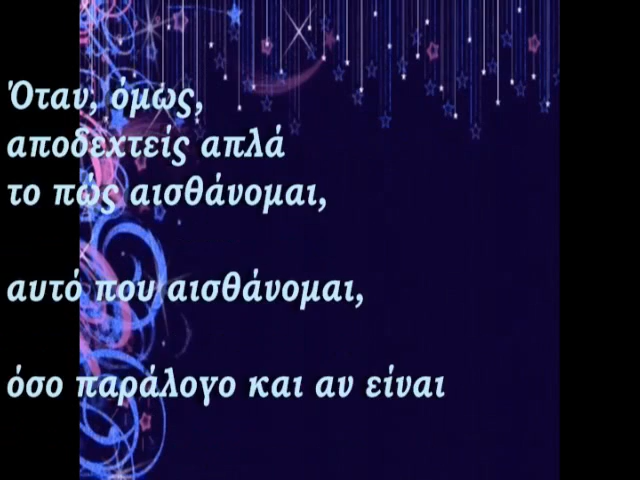 Όταν, όμως,
αποδεχτείς απλά
το πώς αισθάνομαι,
αυτό που αισθάνομαι,
όσο παράλογο και αν είναι